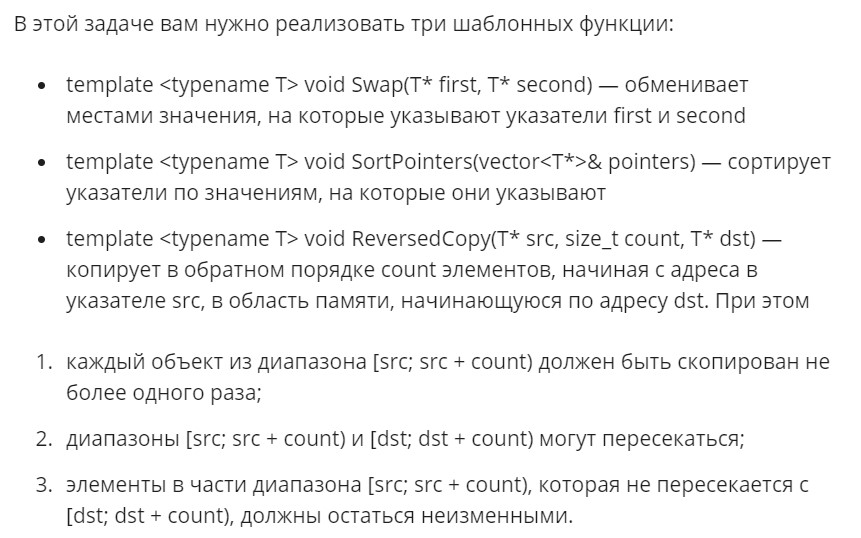 В этой задаче вам нужно реализовать три шаблонных функции:
• template <typename T> void Swap(T* first, T* second) — обменивает
местами значения, на которые указывают указатели first и second
• template <typename T> void SortPointers(vector<T*>& pointers) — сортирует
указатели по значениям, на которые они указывают
• template <typename T> void ReversedCopy(T* src, size_t count, T* dst) —
копирует в обратном порядке count элементов, начиная с адреса в
указателе src, в область памяти, начинающуюся по адресу dst. При этом
1. каждый объект из диапазона [src; src + count) должен быть скопирован не
более одного раза;
2. диапазоны [src; src + count) и [dst; dst + count) могут пересекаться;
3. элементы в части диапазона [src; src + count), которая не пересекается с
[dst; dst + count), должны остаться неизменными.